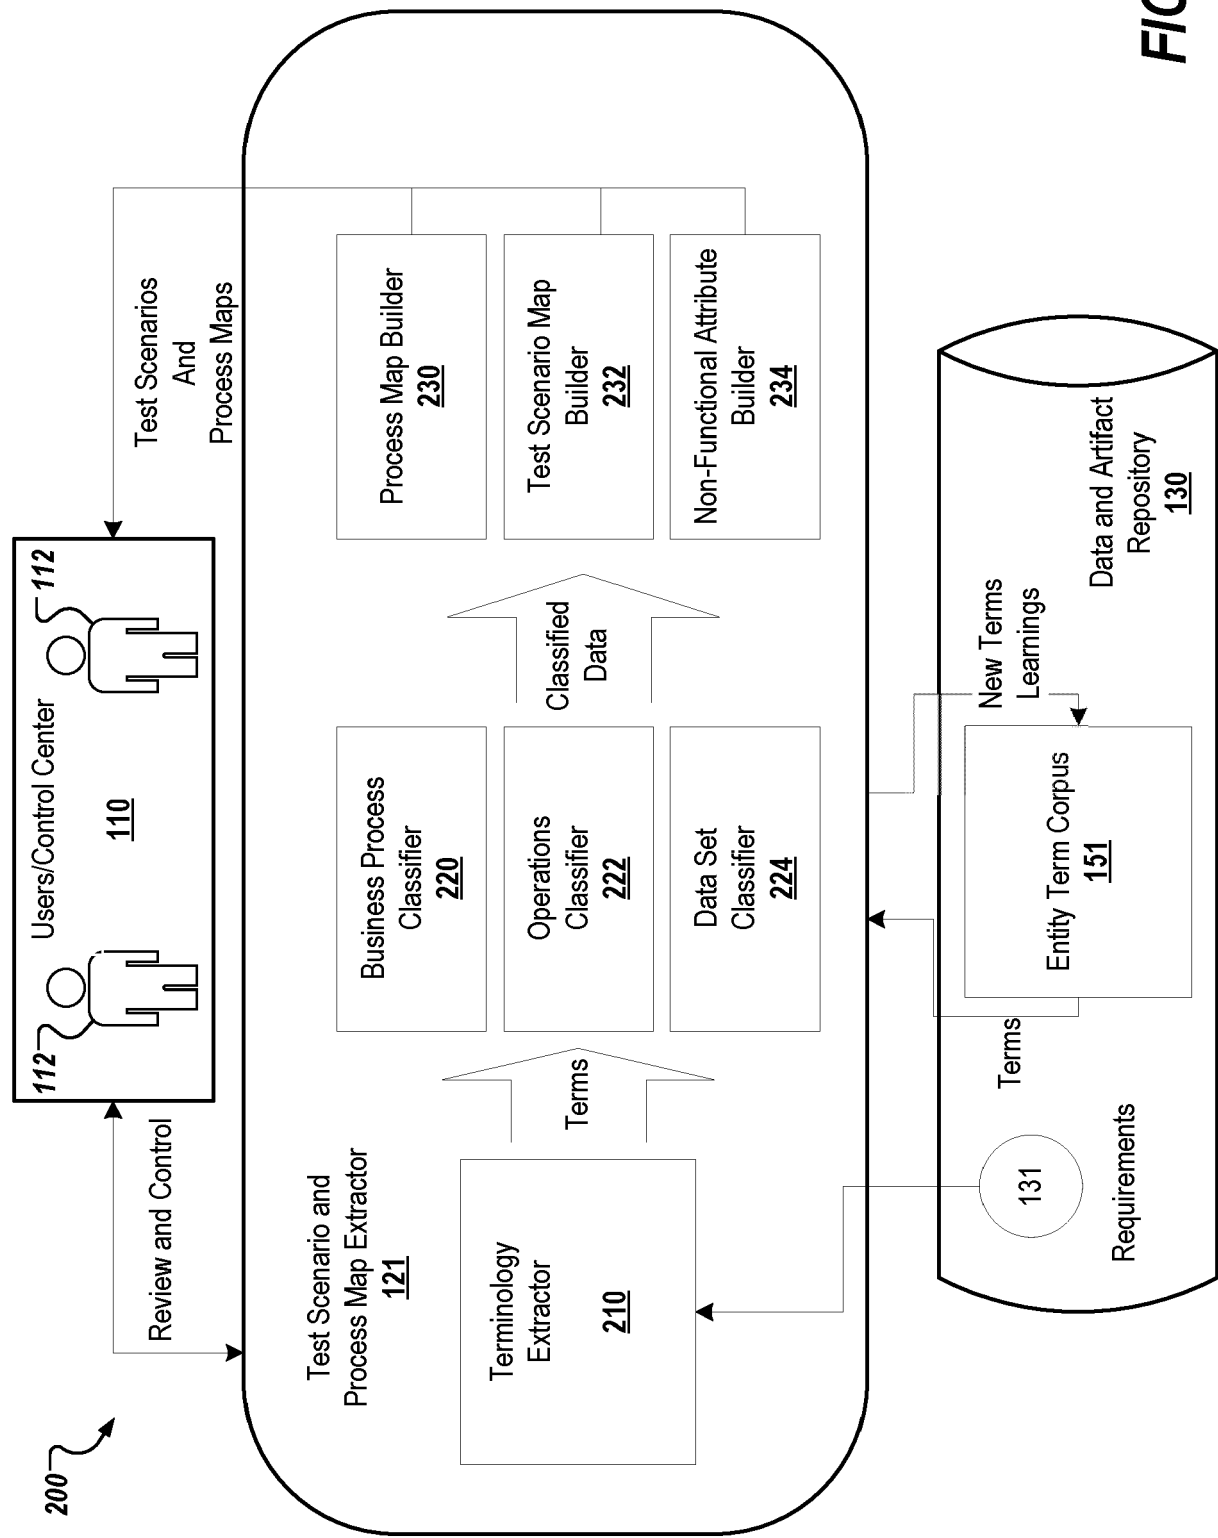 200
Review and Control
112
Users/Control Center
110
112
Test Scenarios
And
Process Maps
Test Scenario and
Process Map Extractor
121
Terminology
Extractor
210
Terms
Business Process
Classifier
220
Operations
Classifier
222
Data Set
Classifier
224
Classified
Data
Process Map Builder
230
Test Scenario Map
Builder
232
Non-Functional Attribute
Builder
234
131
Requirements
Terms
Entity Term Corpus
151
New Terms
Learnings
Data and Artifact
Repository
130